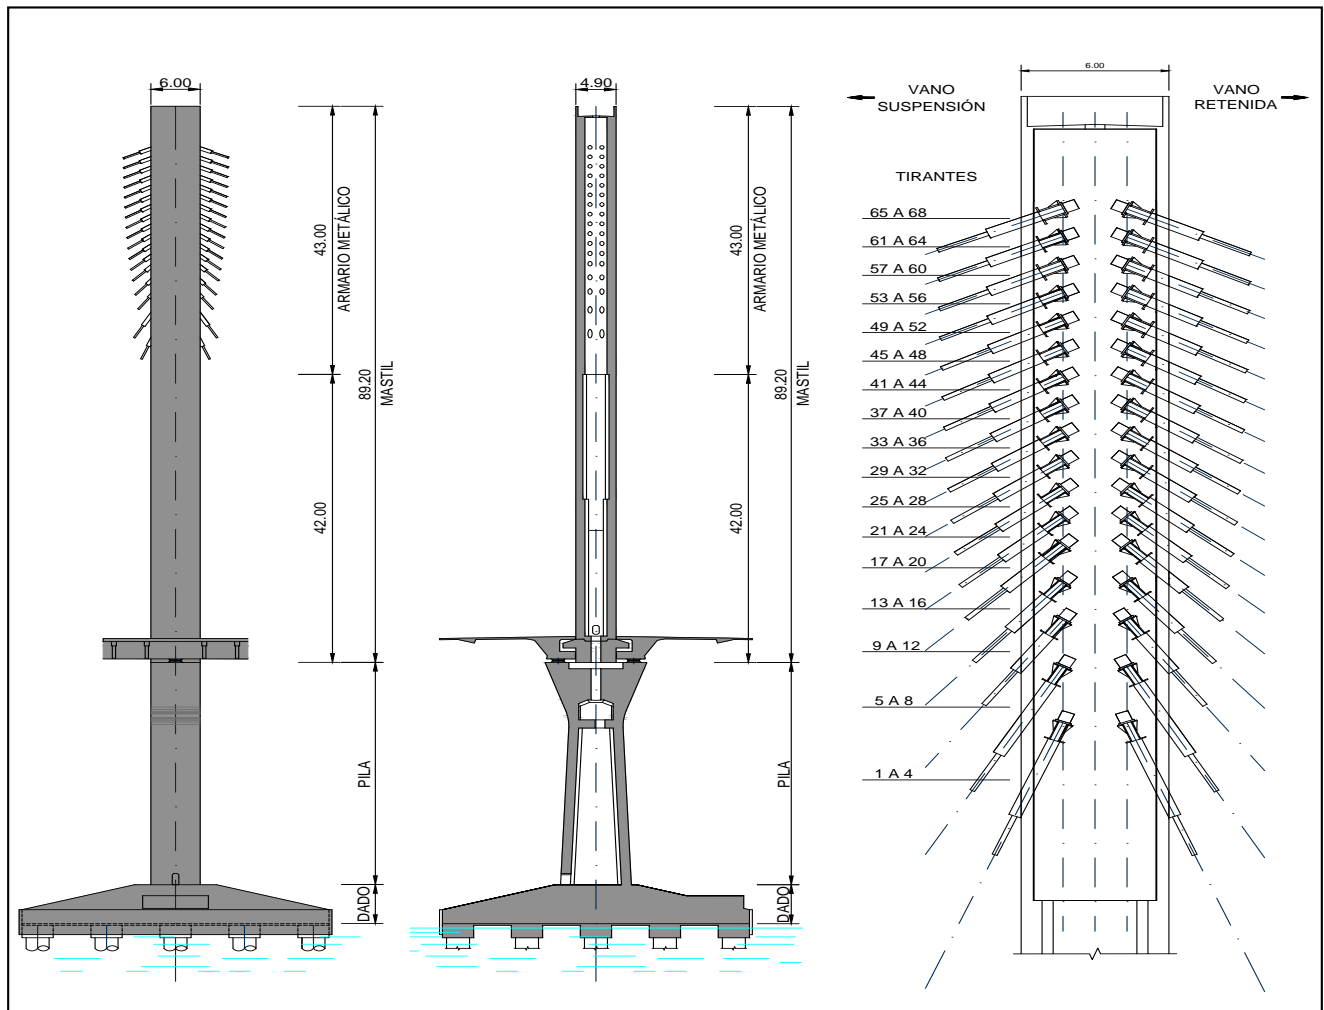 6.00
43.00
ARMARIO METÁLICO
89.20
MASTIL
42.00
PILA
DADO
4.90
43.00
ARMARIO METÁLICO
89.20
MASTIL
42.00
PILA
DADO
6.00
VANO
SUSPENSIÓN
VANO
RETENIDA
TIRANTES
65 A 68
61 A 64
57 A 60
53 A 56
49 A 52
45 A 48
41 A 44
37 A 40
33 A 36
29 A 32
25 A 28
21 A 24
17 A 20
13 A 16
9 A 12
5 A 8
1 A 4